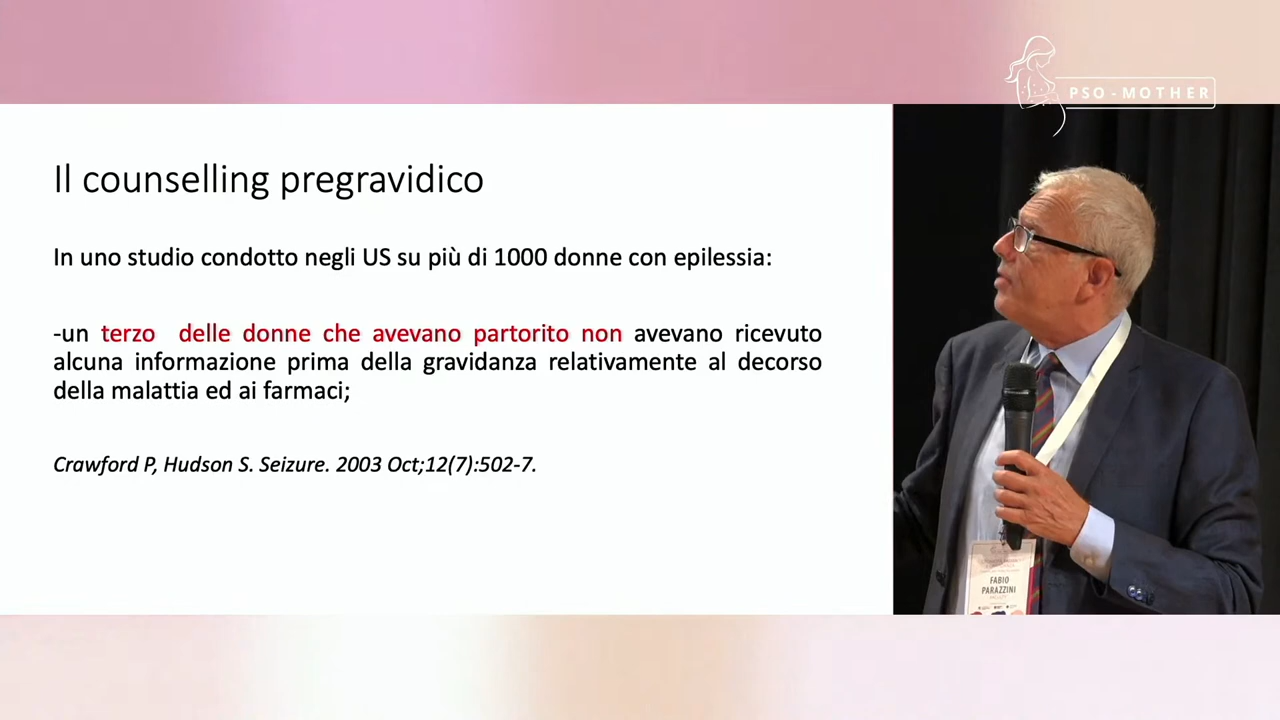 PSO-MOTHER
Il counselling pregravidico
In uno studio condotto negli US su più di 1000 donne con epilessia:
-un terzo delle donne che avevano partorito non avevano ricevuto
alcuna informazione prima della gravidanza relativamente al decorso
della malattia ed ai farmaci;
Crawford P, Hudson S. Seizure. 2003 Oct;12(7):502-7.
FABIO
PARAZZINI